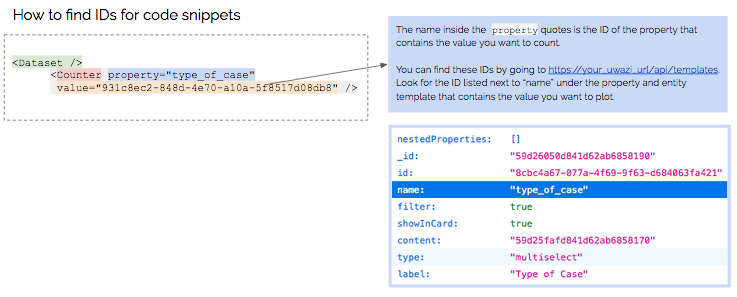 How to find IDs for code snippets
<Dataset />
<Counter property="type_of_case"
value="931c8ec2-848d-4e70-a10a-5f8517d08db8" />
The name inside the property quotes is the ID of the property that
contains the value you want to count.
You can find these IDs by going to https://your_uwazi_url/api/templates.
Look for the ID listed next to "name" under the property and entity
template that contains the value you want to plot.
nestedProperties: []
_id: "59d26050d841d62ab6858190"
id: "8cbc4a67-077a-4f69-9f63-d684063fa421"
name: "type_of_case"
filter: true
showInCard: true
content: "59d25fafd841d62ab6858170"
type: "multiselect"
label: "Type of Case"